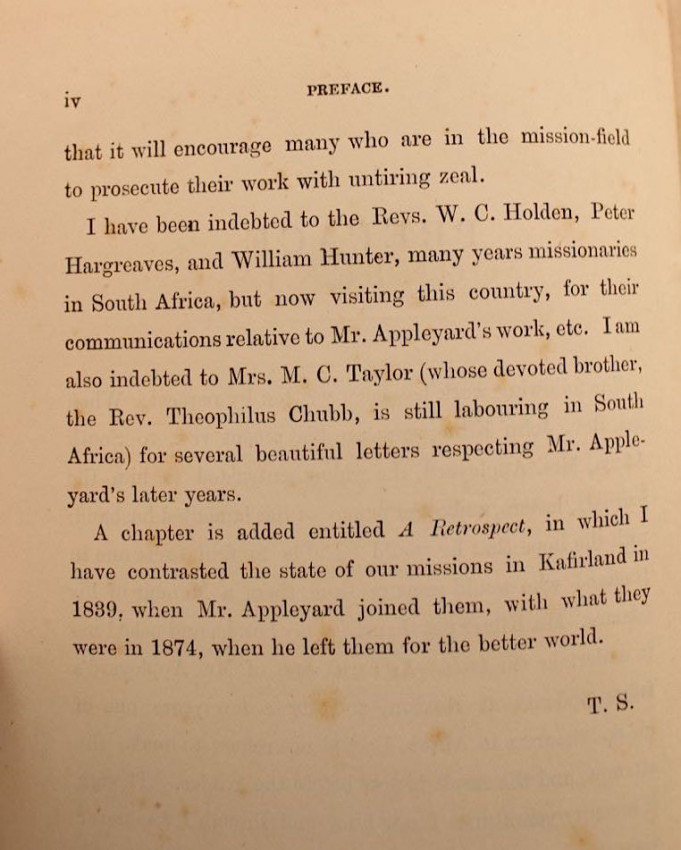 iv PREFACE.
that it will encourage many who are in the mission-field
to prosecute their work with untiring zeal.
I have been indebted to the Revs. W. C. Holden, Peter
Hargreaves, and William Hunter, many years missionaries
in South Africa, but now visiting this country, for their
communications relative to Mr. Appleyard's work, etc. I am
also indebted to Mrs. M. C. Taylor (whose devoted brother,
the Rev. Theophilus Chubb, is still labouring in South
Africa) for several beautiful letters respecting Mr. Apple-
yard's later years.
A chapter is added entitled A Retrospect, in which I
have contrasted the state of our missions in Kafirland in
1839, when Mr. Appleyard joined them, with what they
were in 1874, when he left them for the better world.
T. S.